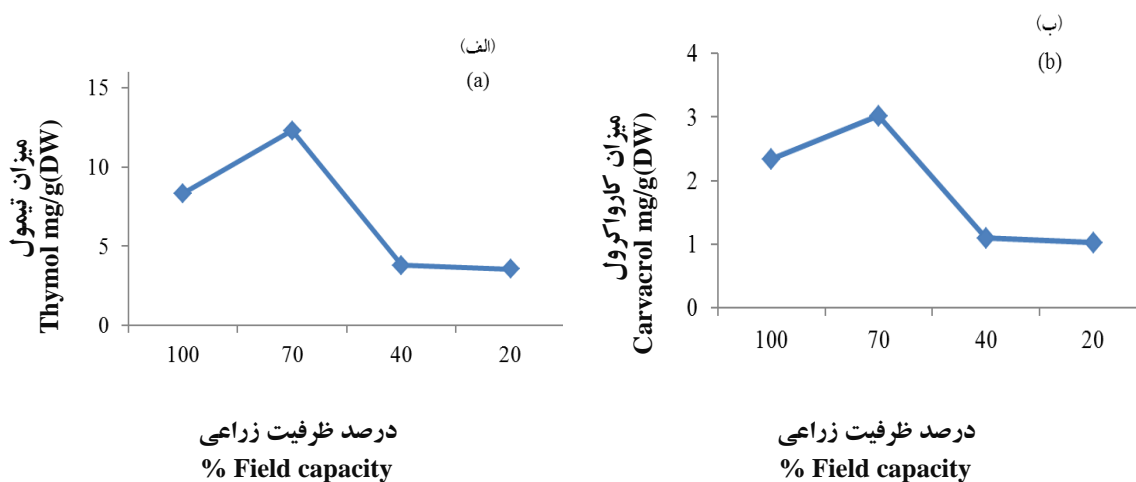 (الف)
(a)
15
10
5
0
میزان تیمول
Thymol mg/g(DW)
100 70 40 20
درصد ظرفیت زراعی
% Field capacity
(ب)
(b)
4
3
2
1
0
میزان کارواکرول
Carvacrol mg/g(DW)
100 70 40 20
درصد ظرفیت زراعی
% Field capacity